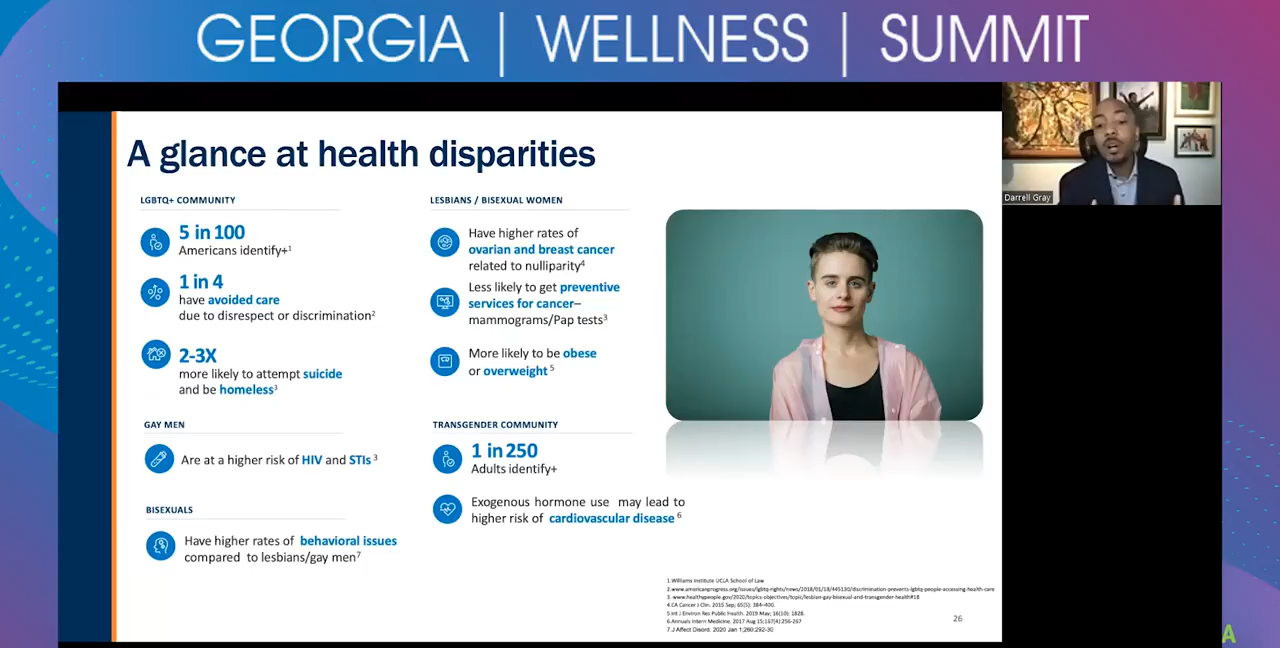 GEORGIA | WELLNESS | SUMMIT
Darrell Gray
A glance at health disparities
LGBTQ+ COMMUNITY
5 in 100
Americans identify+1
1 in 4
have avoided care
due to disrespect or discrimination2
2-3X
more likely to attempt suicide
and be homeless3
GAY MEN
Are at a higher risk of HIV and STIs 3
BISEXUALS
Have higher rates of behavioral issues
compared to lesbians/gay men7
LESBIANS / BISEXUAL WOMEN
Have higher rates of
ovarian and breast cancer
related to nulliparity4
Less likely to get preventive
services for cancer–
mammograms/Pap tests3
More likely to be obese
or overweight 5
TRANSGENDER COMMUNITY
1 in 250
Adults identify+
Exogenous hormone use may lead to
higher risk of cardiovascular disease 6
1.Williams Institute UCLA School of Law
2.www.americanprogress.org/issues/lgbtq-rights/news/2018/01/18/445130/discrimination-prevents-lgbtq-people-accessing-health-care
3. www.healthypeople.gov/2020/topics-objectives/topic/lesbian-gay-bisexual-and-transgender-health#18
4.CA Cancer J Clin. 2015 Sep; 65(5): 384–400.
5 Int J Environ Res Public Health. 2019 May; 16(10): 1828.
6.Annuals Intern Medicine. 2017 Aug 15;167(4):256-267
7.J Affect Disord. 2020 Jan 1;260:292-30
26
A